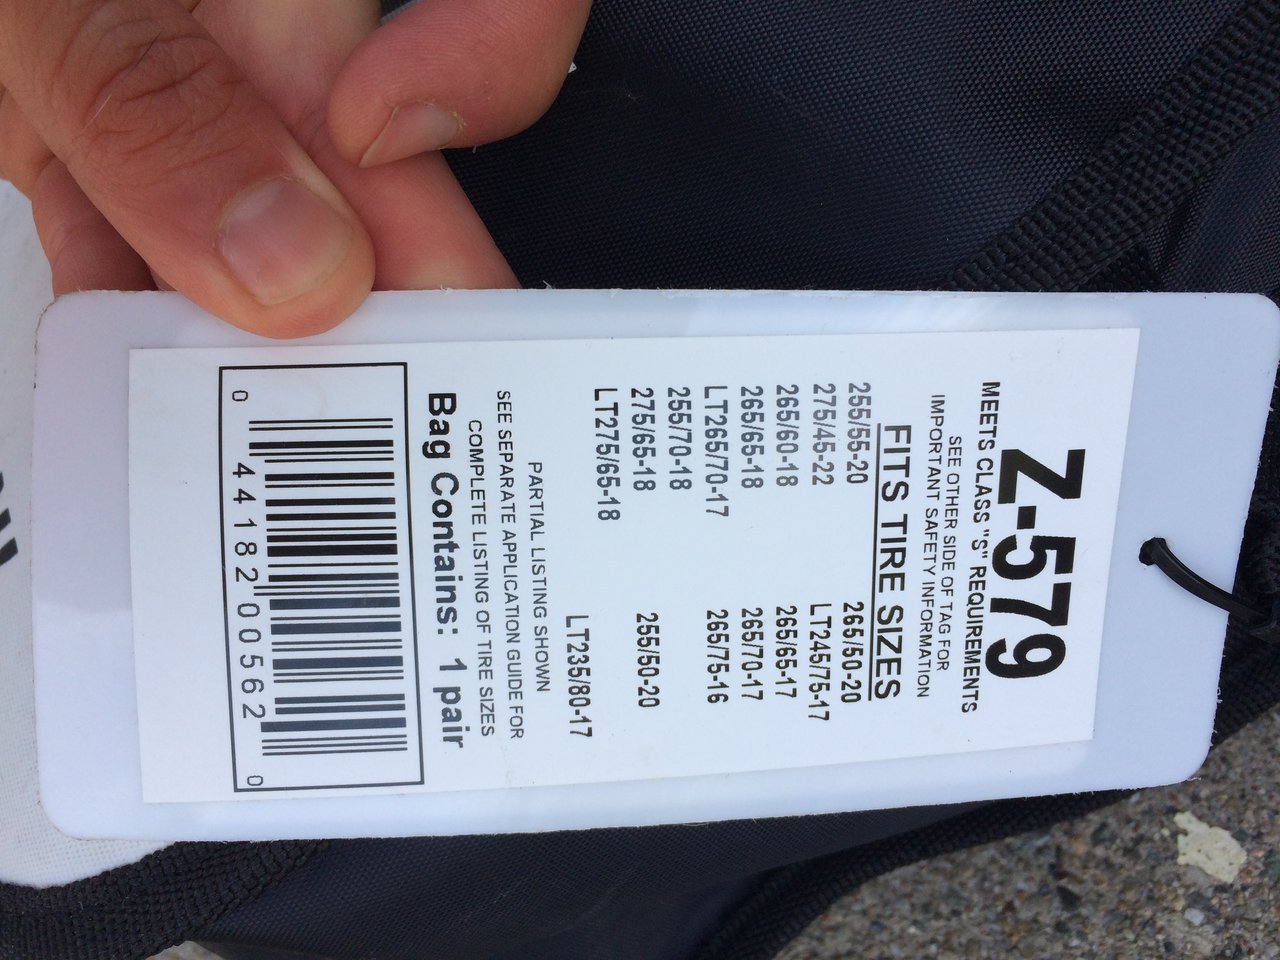 Z-579
MEETS CLASS "S" REQUIREMENTS
SEE OTHER SIDE OF TAG FOR
IMPORTANT SAFETY INFORMATION
FITS TIRE SIZES
255/55-20 265/50-20
275/45-22 LT245/75-17
265/60-18 265/65-17
265/65-18 265/70-17
LT265/70-17 265/75-16
255/70-18
275/65-18 255/50-20
LT275/65-18
LT235/80-17
PARTIAL LISTING SHOWN
SEE SEPARATE APPLICATION GUIDE FOR
COMPLETE LISTING OF TIRE SIZES
Bag Contains: 1 pair
0 44182 00562 0